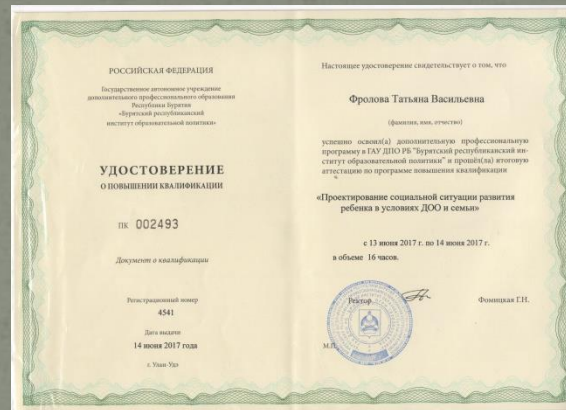 РОССИЙСКАЯ ФЕДЕРАЦИЯ
Государственное автономное учреждение
дополнительного профессионального образования
Республики Бурятия
«Бурятский республиканский
институт образовательной политики»
УДОСТОВЕРЕНИЕ
О ПОВЫШЕНИИ КВАЛИФИКАЦИИ
ПК 002493
Документ о квалификации
Регистрационный номер
4541
Дата выдачи
14 июня 2017 года
г. Улан-Удэ
Настоящее удостоверение свидетельствует о том, что
Фролова Татьяна Васильевна
(фамилия, имя, отчество)
успешно освоил(а) дополнительную профессиональную
программу в ГАУ ДПО РБ "Бурятский республиканский ин-
ститут образовательной политики" и прошёл(ла) итоговую
аттестацию по программе повышения квалификации
«Проектирование социальной ситуации развития
ребенка в условиях ДОО и семьи»
с 13 июня 2017 г. по 14 июня 2017 г.
в объеме 16 часов.
Ректор
Фомицкая Г.Н.
М.П.